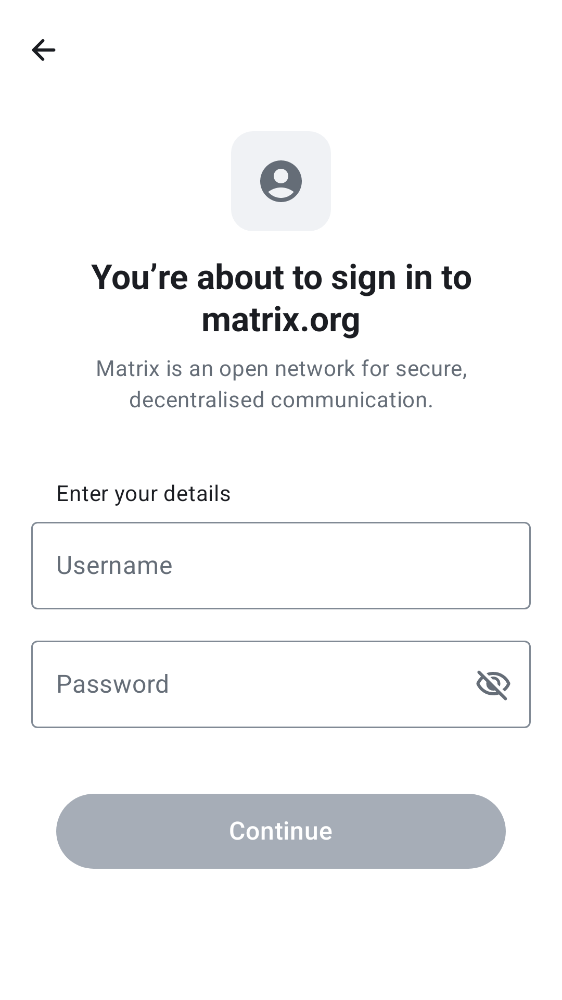 You’re about to sign in to
matrix.org
Matrix is an open network for secure,
decentralised communication.
Enter your details
Username
Password
Continue